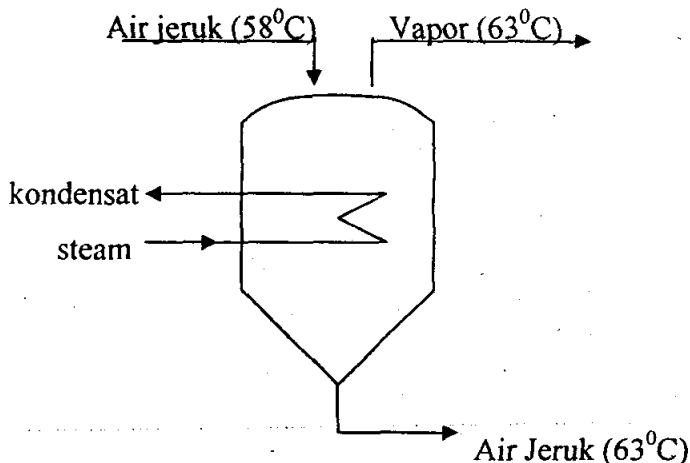 Air jeruk (58⁰C) Vapor (63⁰C)
kondensat
steam
Air Jeruk (63⁰C)